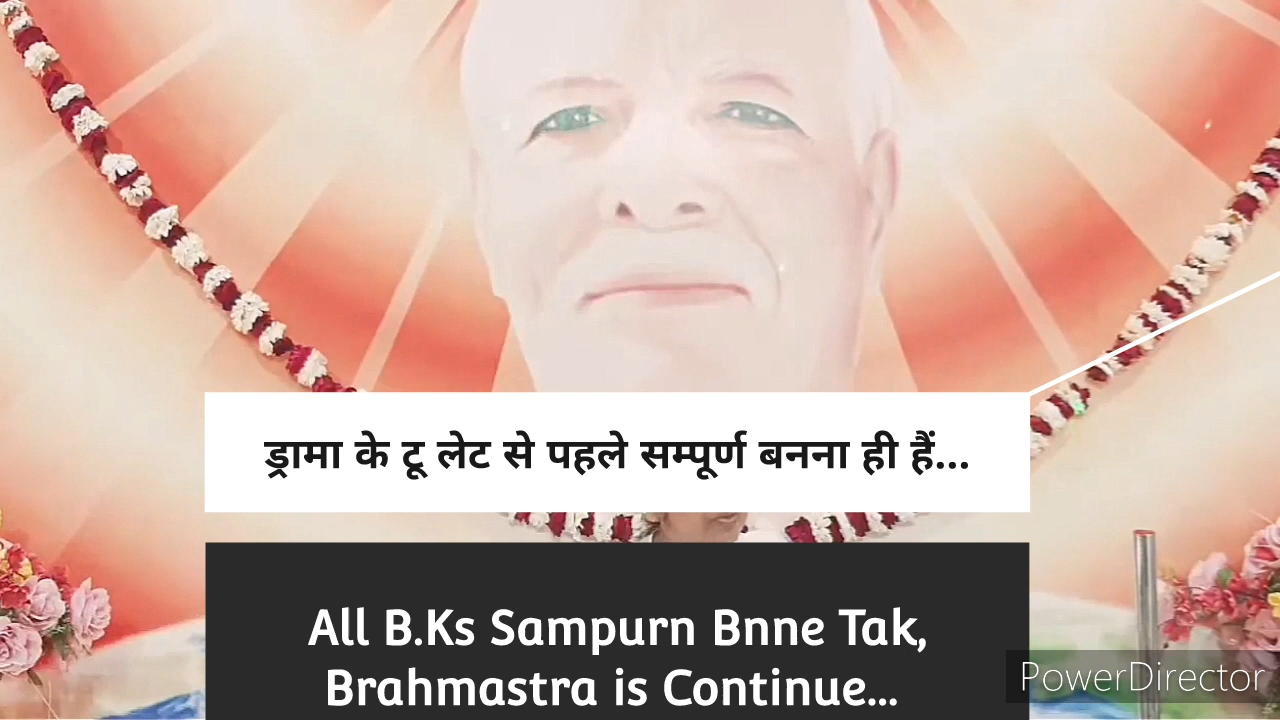 ड्रामा के टू लेट से पहले सम्पूर्ण बनना ही हैं...
All B.Ks Sampurn Bnne Tak,
Brahmastra is Continue...
PowerDirector